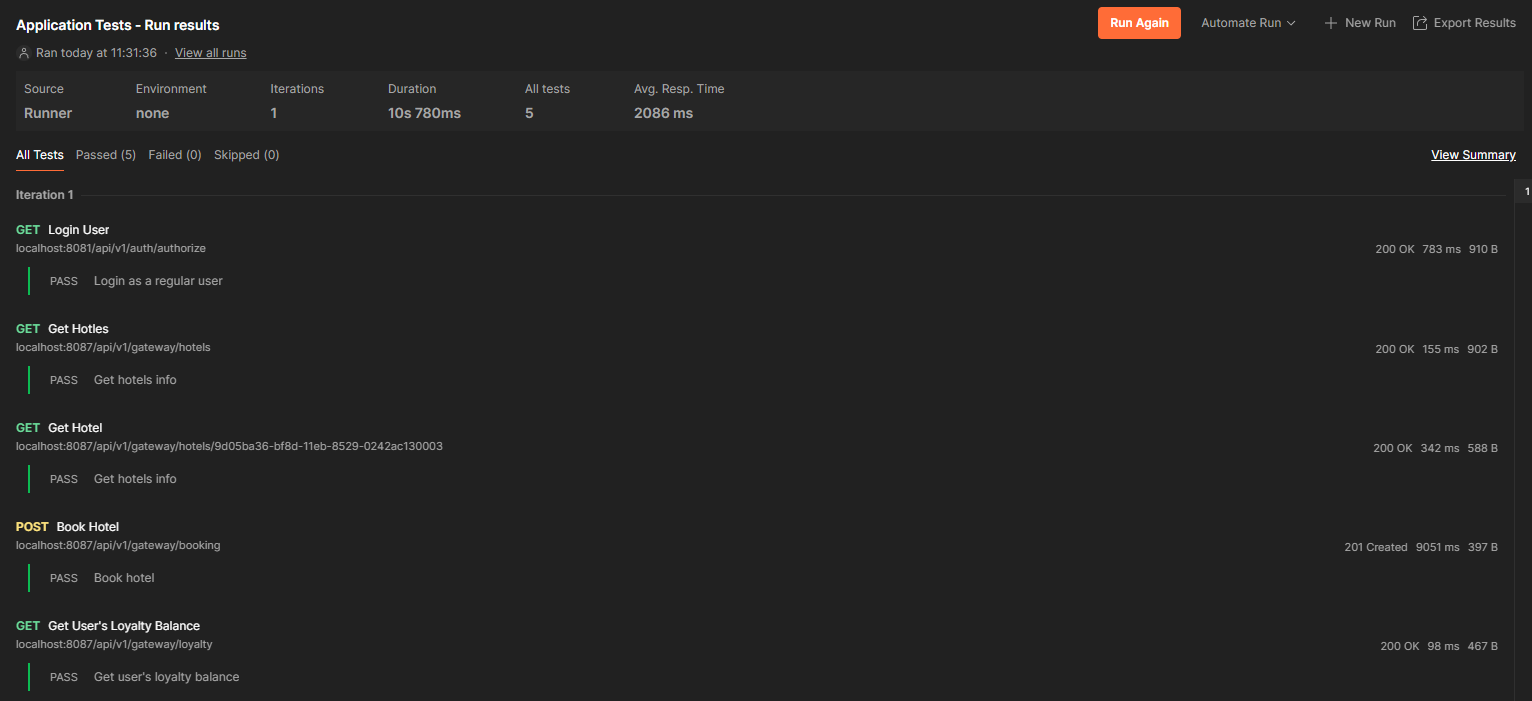 Application Tests - Run results
Run Again Automate Run New Run Export Results
Ran today at 11:31:36 · View all runs
Source Environment Iterations Duration All tests Avg. Resp. Time
Runner none 1 10s 780ms 5 2086 ms
All Tests Passed (5) Failed (0) Skipped (0) View Summary
Iteration 1 1
GET Login User
localhost:8081/api/v1/auth/authorize
200 OK 783 ms 910 B
PASS Login as a regular user
GET Get Hotles
localhost:8087/api/v1/gateway/hotels
200 OK 155 ms 902 B
PASS Get hotels info
GET Get Hotel
localhost:8087/api/v1/gateway/hotels/9d05ba36-bf8d-11eb-8529-0242ac130003
200 OK 342 ms 588 B
PASS Get hotels info
POST Book Hotel
localhost:8087/api/v1/gateway/booking
201 Created 9051 ms 397 B
PASS Book hotel
GET Get User's Loyalty Balance
localhost:8087/api/v1/gateway/loyalty
200 OK 98 ms 467 B
PASS Get user's loyalty balance